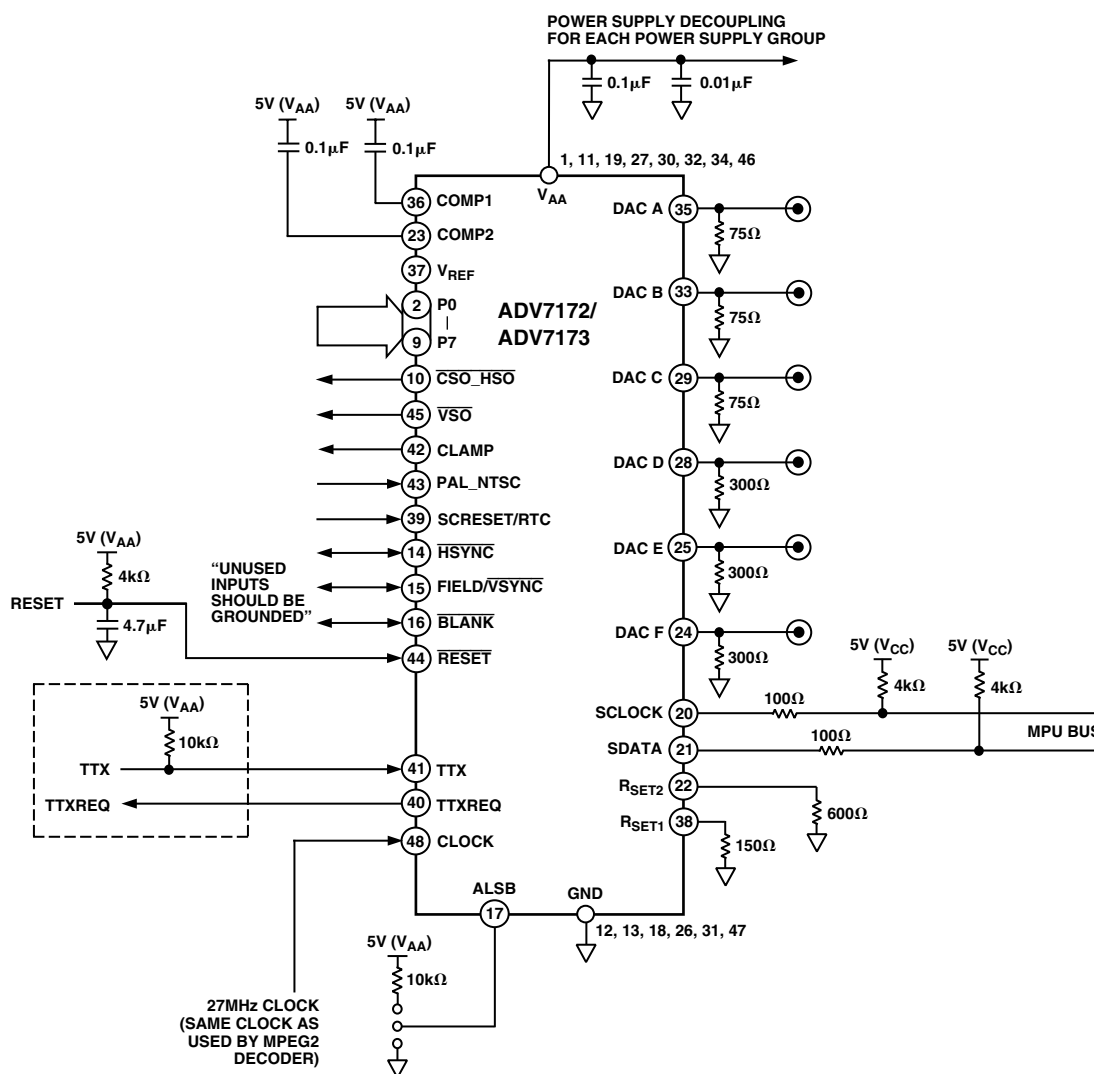 POWER SUPPLY DECOUPLING
FOR EACH POWER SUPPLY GROUP
0.1μF
0.01μF
5V (VAA)
5V (VAA)
0.1μF
0.1μF
1, 11, 19, 27, 30, 32, 34, 46
VAA
36 COMP1
23 COMP2
37 VREF
2 P0
9 P7
10 CSO_HSO
45 VSO
42 CLAMP
43 PAL_NTSC
39 SCRESET/RTC
14 HSYNC
15 FIELD/VSYNC
16 BLANK
44 RESET
ADV7172/
ADV7173
DAC A 35
75Ω
DAC B 33
75Ω
DAC C 29
75Ω
DAC D 28
300Ω
DAC E 25
300Ω
DAC F 24
300Ω
"UNUSED
INPUTS
SHOULD BE
GROUNDED"
5V (VAA)
4kΩ
RESET
4.7μF
5V (VAA)
10kΩ
TTX
TTXREQ
41 TTX
40 TTXREQ
48 CLOCK
5V (VCC)
5V (VCC)
4kΩ
4kΩ
SCLOCK 20
100Ω
MPU BUS
SDATA 21
100Ω
RSET2 22
600Ω
RSET1 38
150Ω
ALSB
17
GND
12, 13, 18, 26, 31, 47
5V (VAA)
10kΩ
27MHz CLOCK
(SAME CLOCK AS
USED BY MPEG2
DECODER)